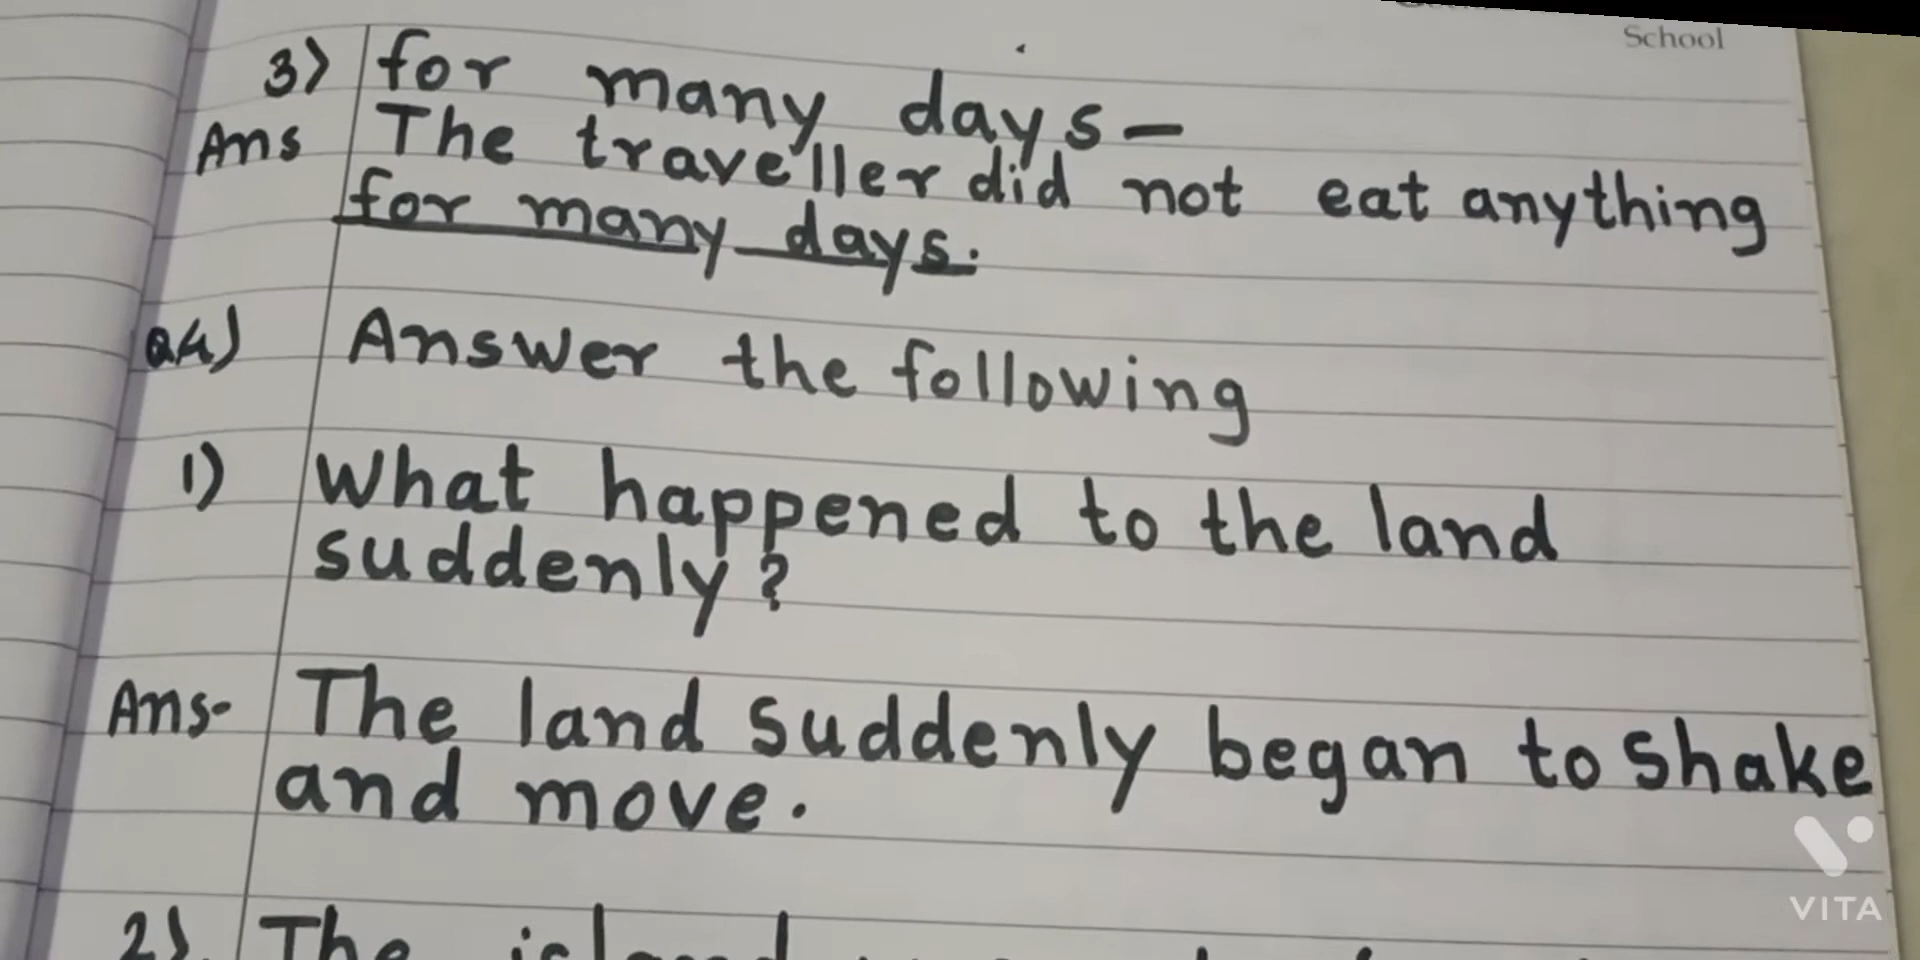 School
3) for many days-
Ans The traveller did not eat anything
for many days.
Q4) Answer the following
1) What happened to the land
suddenly?
Ans- The land suddenly began to shake
and move.
2). The island
VITA